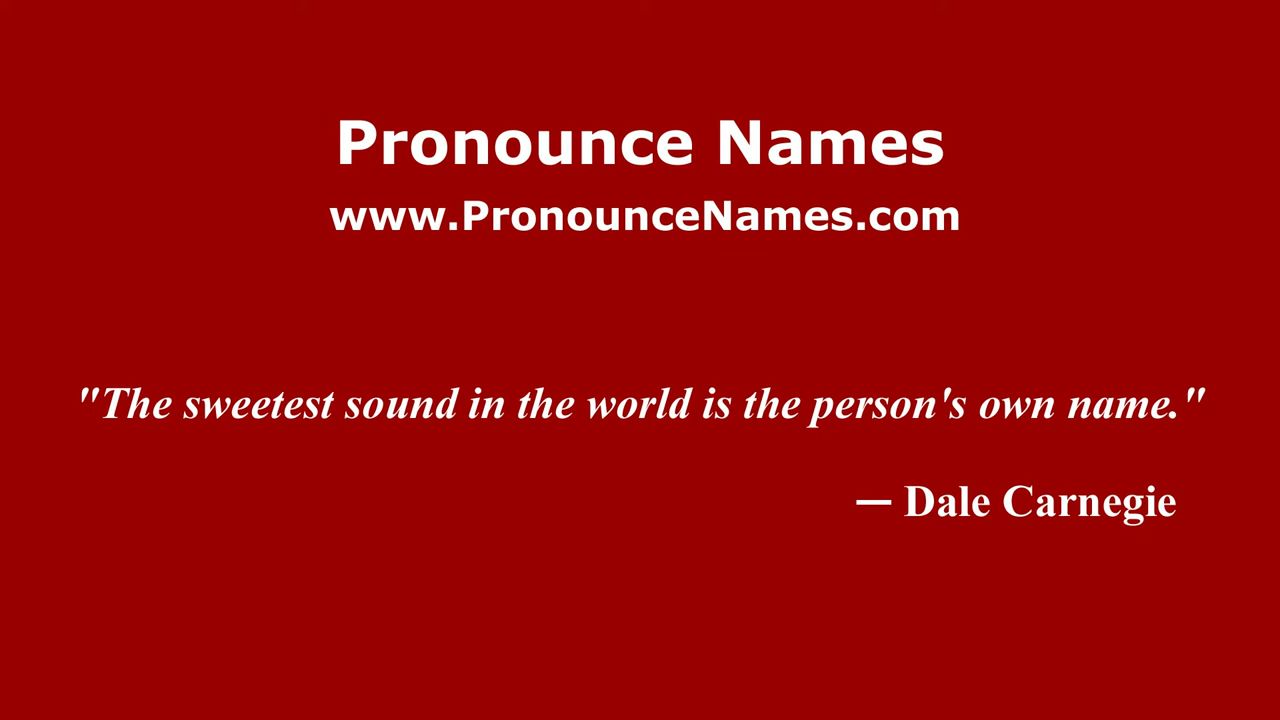 Pronounce Names
www.PronounceNames.com
"The sweetest sound in the world is the person's own name."
— Dale Carnegie